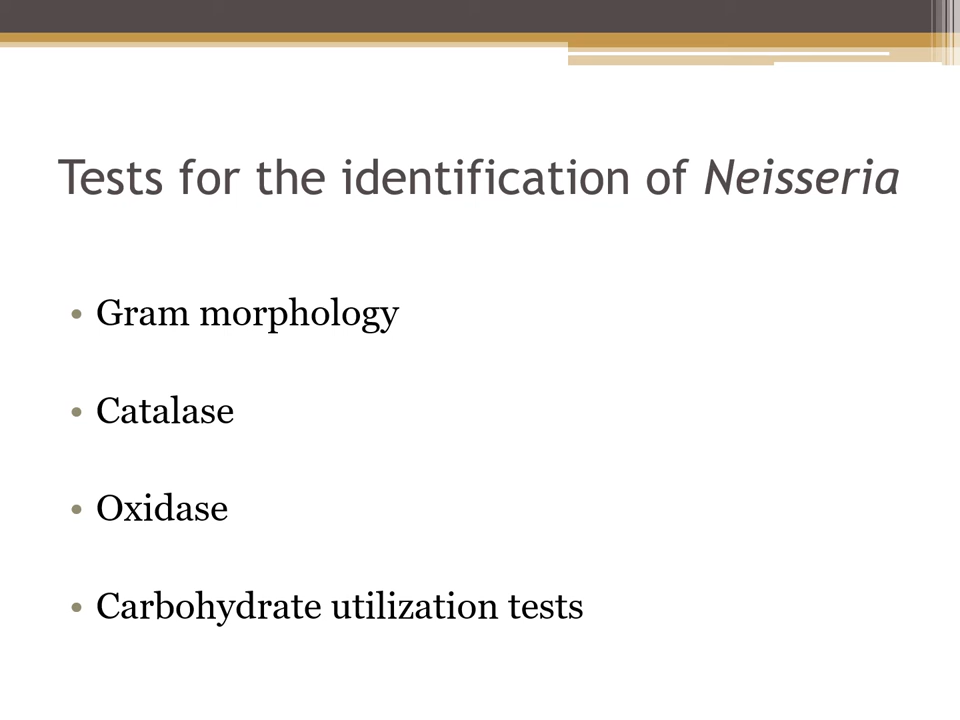 Tests for the identification of Neisseria
• Gram morphology
• Catalase
• Oxidase
• Carbohydrate utilization tests